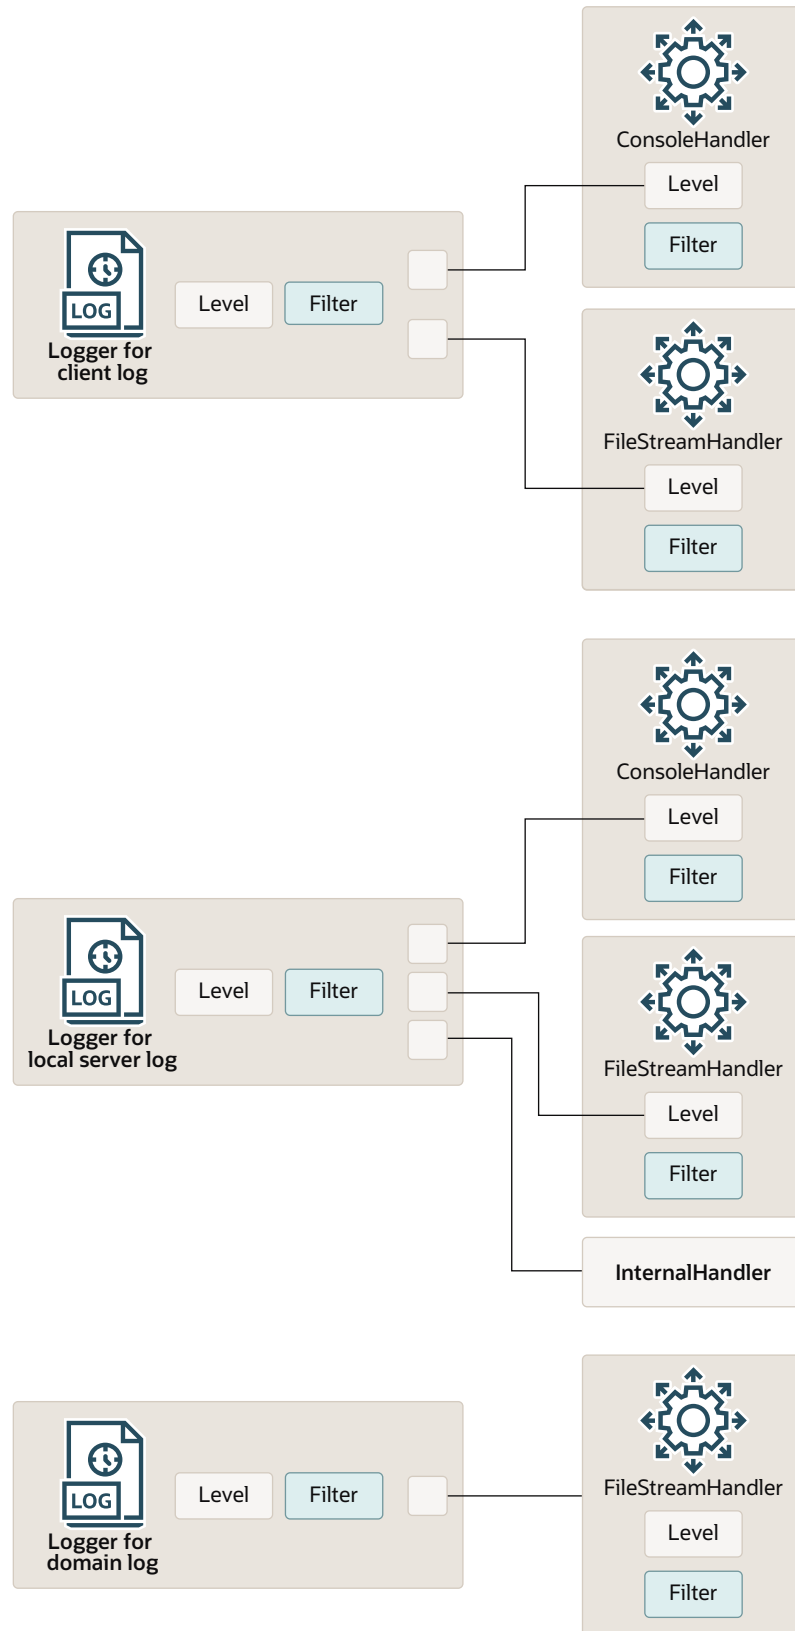 ConsoleHandler
Level
Filter
LOG
Level
Filter
Logger for
client log
FileStreamHandler
Level
Filter
ConsoleHandler
Level
Filter
LOG
Level
Filter
Logger for
local server log
FileStreamHandler
Level
Filter
InternalHandler
LOG
Level
Filter
Logger for
domain log
FileStreamHandler
Level
Filter